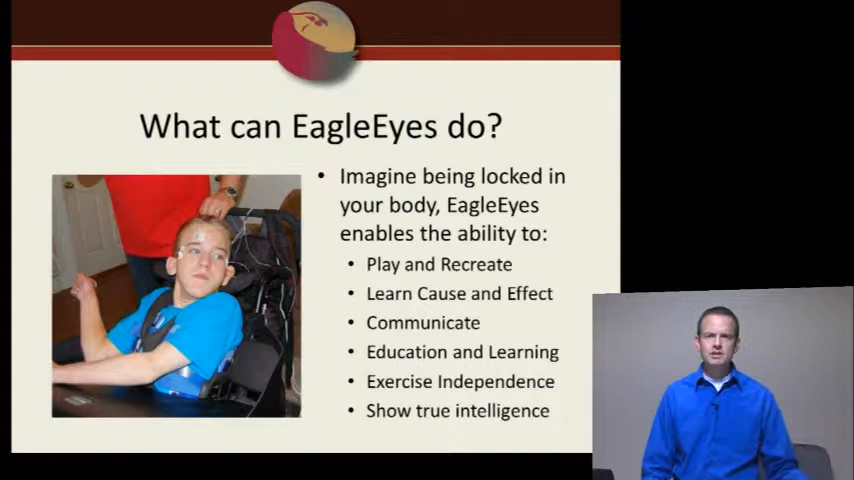 What can EagleEyes do?
• Imagine being locked in
your body, EagleEyes
enables the ability to:
• Play and Recreate
• Learn Cause and Effect
• Communicate
• Education and Learning
• Exercise Independence
• Show true intelligence